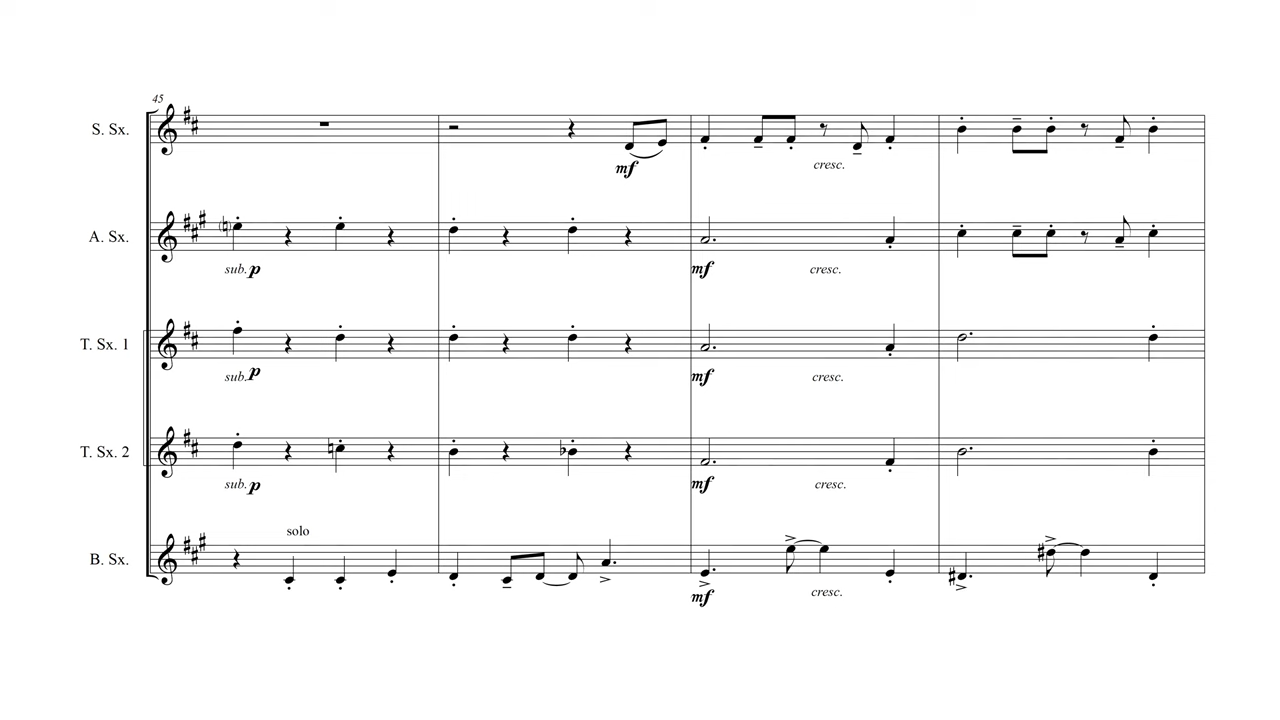 45
S. Sx.
mf
cresc.
A. Sx.
sub. p
mf
cresc.
T. Sx. 1
sub. p
mf
cresc.
T. Sx. 2
sub. p
mf
cresc.
solo
B. Sx.
mf
cresc.